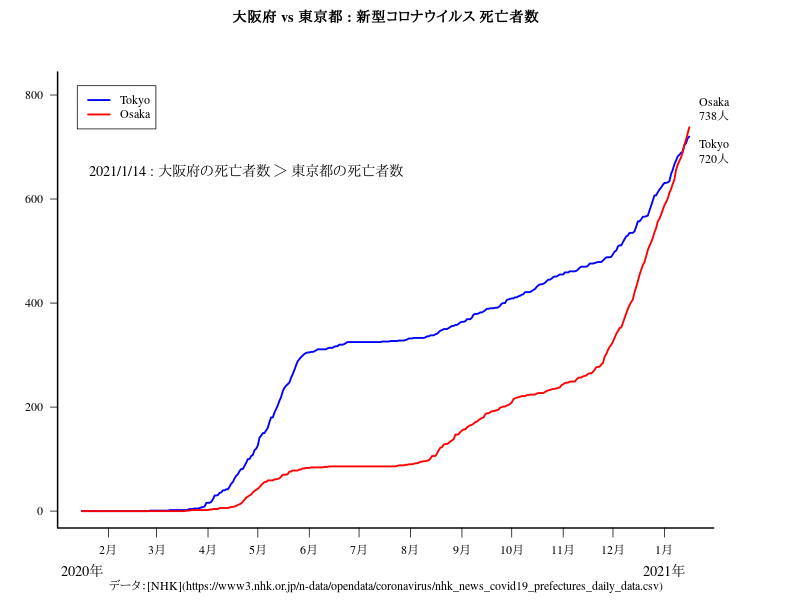 大阪府 vs 東京都 : 新型コロナウイルス 死亡者数
800
600
400
200
0
Tokyo
Osaka
2021/1/14 : 大阪府の死亡者数 ＞ 東京都の死亡者数
Osaka
738人
Tokyo
720人
2月 3月 4月 5月 6月 7月 8月 9月 10月 11月 12月 1月
2020年 2021年
データ：[NHK](https://www3.nhk.or.jp/n-data/opendata/coronavirus/nhk_news_covid19_prefectures_daily_data.csv)